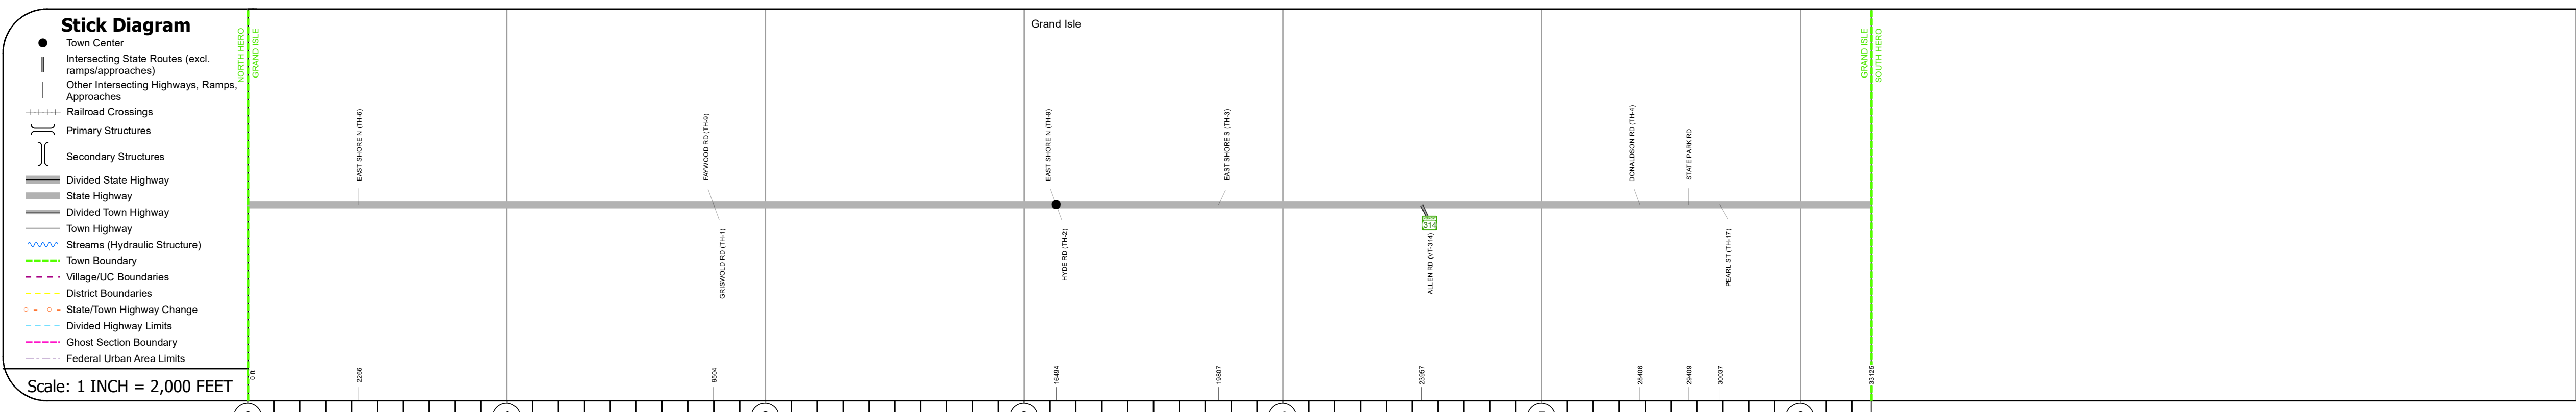 Stick Diagram
Town Center
Intersecting State Routes (excl.
ramps/approaches)
Other Intersecting Highways, Ramps,
Approaches
Railroad Crossings
Primary Structures
Secondary Structures
Divided State Highway
State Highway
Divided Town Highway
Town Highway
Streams (Hydraulic Structure)
Town Boundary
Village/UC Boundaries
District Boundaries
State/Town Highway Change
Divided Highway Limits
Ghost Section Boundary
Federal Urban Area Limits
Scale: 1 INCH = 2,000 FEET
NORTH HERO
GRAND ISLE
Grand Isle
GRAND ISLE
SOUTH HERO
EAST SHORE N (TH-6)
FAYWOOD RD (TH-9)
EAST SHORE N (TH-9)
EAST SHORE S (TH-3)
DONALDSON RD (TH-4)
STATE PARK RD
GRISWOLD RD (TH-1)
HYDE RD (TH-2)
314
ALLEN RD (VT-314)
PEARL ST (TH-17)
0 ft
2266
9504
16494
19807
23957
28406
29409
30037
33125